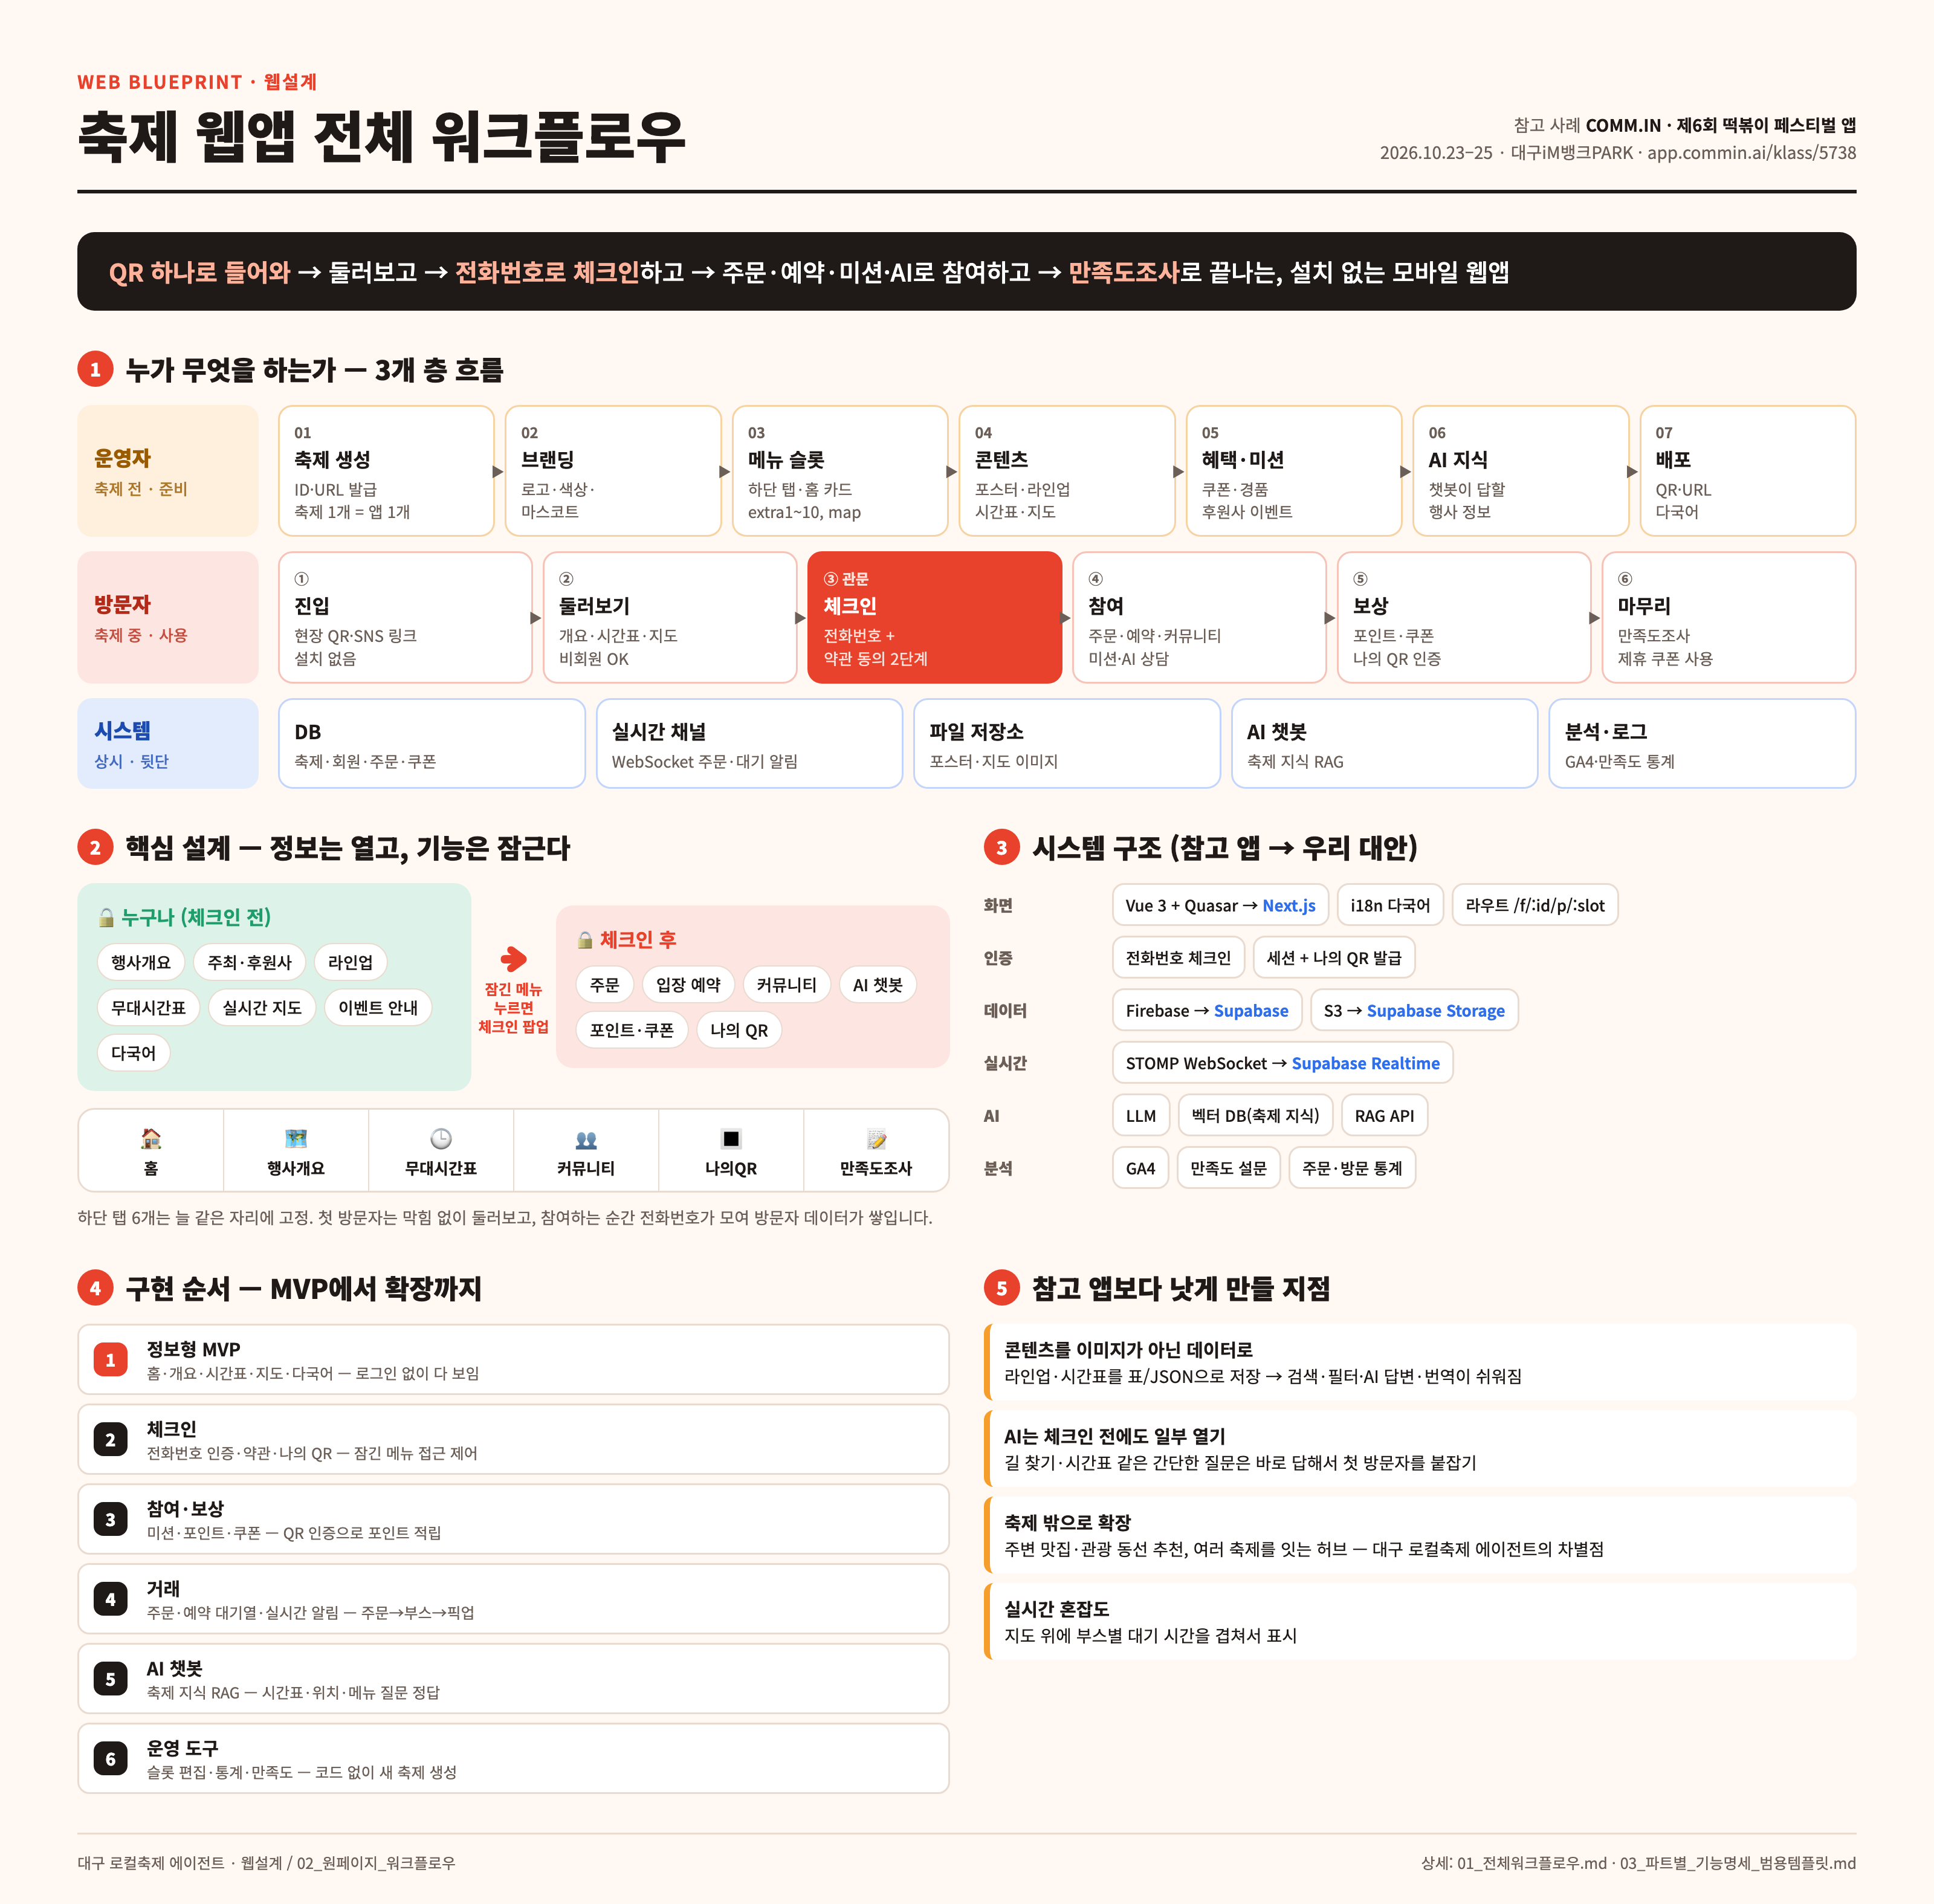 WEB BLUEPRINT · 웹설계
축제 웹앱 전체 워크플로우
참고 사례 COMM.IN · 제6회 떡볶이 페스티벌 앱
2026.10.23–25 · 대구iM뱅크PARK · app.commin.ai/klass/5738
QR 하나로 들어와 → 둘러보고 → 전화번호로 체크인하고 → 주문·예약·미션·AI로 참여하고 → 만족도조사로 끝나는, 설치 없는 모바일 웹앱
1 누가 무엇을 하는가 — 3개 층 흐름
운영자
축제 전 · 준비
01
축제 생성
ID·URL 발급
축제 1개 = 앱 1개
02
브랜딩
로고·색상·
마스코트
03
메뉴 슬롯
하단 탭·홈 카드
extra1~10, map
04
콘텐츠
포스터·라인업
시간표·지도
05
혜택·미션
쿠폰·경품
후원사 이벤트
06
AI 지식
챗봇이 답할
행사 정보
07
배포
QR·URL
다국어
방문자
축제 중 · 사용
①
진입
현장 QR·SNS 링크
설치 없음
②
둘러보기
개요·시간표·지도
비회원 OK
③ 관문
체크인
전화번호 +
약관 동의 2단계
④
참여
주문·예약·커뮤니티
미션·AI 상담
⑤
보상
포인트·쿠폰
나의 QR 인증
⑥
마무리
만족도조사
제휴 쿠폰 사용
시스템
상시 · 뒷단
DB
축제·회원·주문·쿠폰
실시간 채널
WebSocket 주문·대기 알림
파일 저장소
포스터·지도 이미지
AI 챗봇
축제 지식 RAG
분석·로그
GA4·만족도 통계
2 핵심 설계 — 정보는 열고, 기능은 잠근다
누구나 (체크인 전)
행사개요 주최·후원사 라인업
무대시간표 실시간 지도 이벤트 안내
다국어
잠긴 메뉴
누르면
체크인 팝업
체크인 후
주문 입장 예약 커뮤니티 AI 챗봇
포인트·쿠폰 나의 QR
홈 행사개요 무대시간표 커뮤니티 나의QR 만족도조사
하단 탭 6개는 늘 같은 자리에 고정. 첫 방문자는 막힘 없이 둘러보고, 참여하는 순간 전화번호가 모여 방문자 데이터가 쌓입니다.
3 시스템 구조 (참고 앱 → 우리 대안)
화면 Vue 3 + Quasar → Next.js i18n 다국어 라우트 /f/:id/p/:slot
인증 전화번호 체크인 세션 + 나의 QR 발급
데이터 Firebase → Supabase S3 → Supabase Storage
실시간 STOMP WebSocket → Supabase Realtime
AI LLM 벡터 DB(축제 지식) RAG API
분석 GA4 만족도 설문 주문·방문 통계
4 구현 순서 — MVP에서 확장까지
1 정보형 MVP
홈·개요·시간표·지도·다국어 — 로그인 없이 다 보임
2 체크인
전화번호 인증·약관·나의 QR — 잠긴 메뉴 접근 제어
3 참여·보상
미션·포인트·쿠폰 — QR 인증으로 포인트 적립
4 거래
주문·예약 대기열·실시간 알림 — 주문→부스→픽업
5 AI 챗봇
축제 지식 RAG — 시간표·위치·메뉴 질문 정답
6 운영 도구
슬롯 편집·통계·만족도 — 코드 없이 새 축제 생성
5 참고 앱보다 낫게 만들 지점
콘텐츠를 이미지가 아닌 데이터로
라인업·시간표를 표/JSON으로 저장 → 검색·필터·AI 답변·번역이 쉬워짐
AI는 체크인 전에도 일부 열기
길 찾기·시간표 같은 간단한 질문은 바로 답해서 첫 방문자를 붙잡기
축제 밖으로 확장
주변 맛집·관광 동선 추천, 여러 축제를 잇는 허브 — 대구 로컬축제 에이전트의 차별점
실시간 혼잡도
지도 위에 부스별 대기 시간을 겹쳐서 표시
대구 로컬축제 에이전트 · 웹설계 / 02_원페이지_워크플로우
상세: 01_전체워크플로우.md · 03_파트별_기능명세_범용템플릿.md